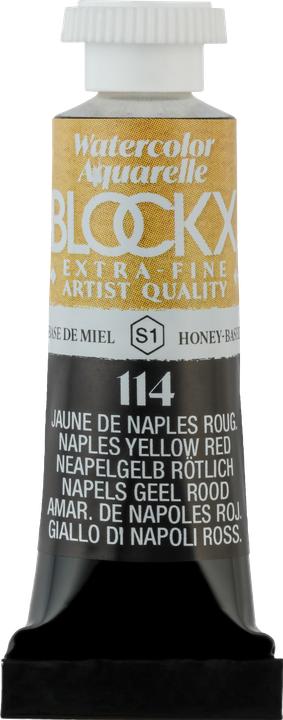 Watercolor
Aquarelle
BLOCKX
EXTRA-FINE
ARTIST QUALITY
BASE DE MIEL S1 HONEY-BASED
114
JAUNE DE NAPLES ROUG.
NAPLES YELLOW RED
NEAPELGELB RÖTLICH
NAPELS GEEL ROOD
AMAR. DE NAPOLES ROJ.
GIALLO DI NAPOLI ROSS.